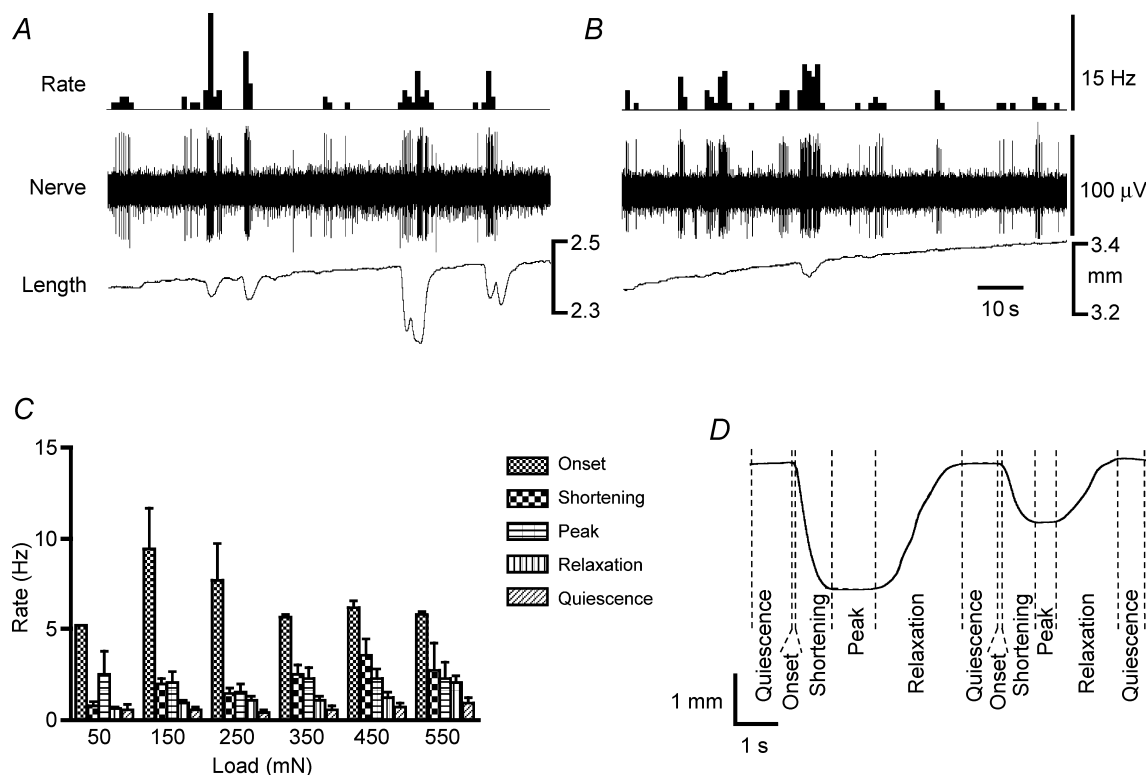 A
B
Rate
15 Hz
Nerve
100 μV
Length
2.5
2.3
3.4
mm
3.2
10 s
C
15
10
5
0
Rate (Hz)
50 150 250 350 450 550
Load (mN)
Onset
Shortening
Peak
Relaxation
Quiescence
D
Quiescence
Onset
Shortening
Peak
Relaxation
Quiescence
Onset
Shortening
Peak
Relaxation
Quiescence
1 mm
1 s